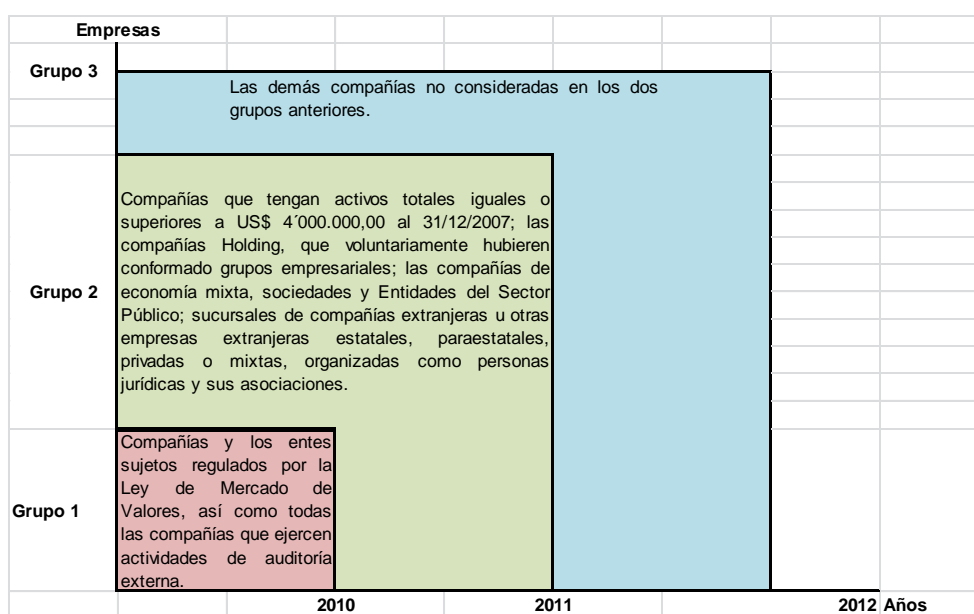 Empresas
Grupo 3
Las demás compañías no consideradas en los dos
grupos anteriores.
Grupo 2
Compañías que tengan activos totales iguales o
superiores a US$ 4´000.000,00 al 31/12/2007; las
compañías Holding, que voluntariamente hubieren
conformado grupos empresariales; las compañías de
economía mixta, sociedades y Entidades del Sector
Público; sucursales de compañías extranjeras u otras
empresas extranjeras estatales, paraestatales,
privadas o mixtas, organizadas como personas
jurídicas y sus asociaciones.
Grupo 1
Compañías y los entes
sujetos regulados por la
Ley de Mercado de
Valores, así como todas
las compañías que ejercen
actividades de auditoría
externa.
2010 2011 2012 Años